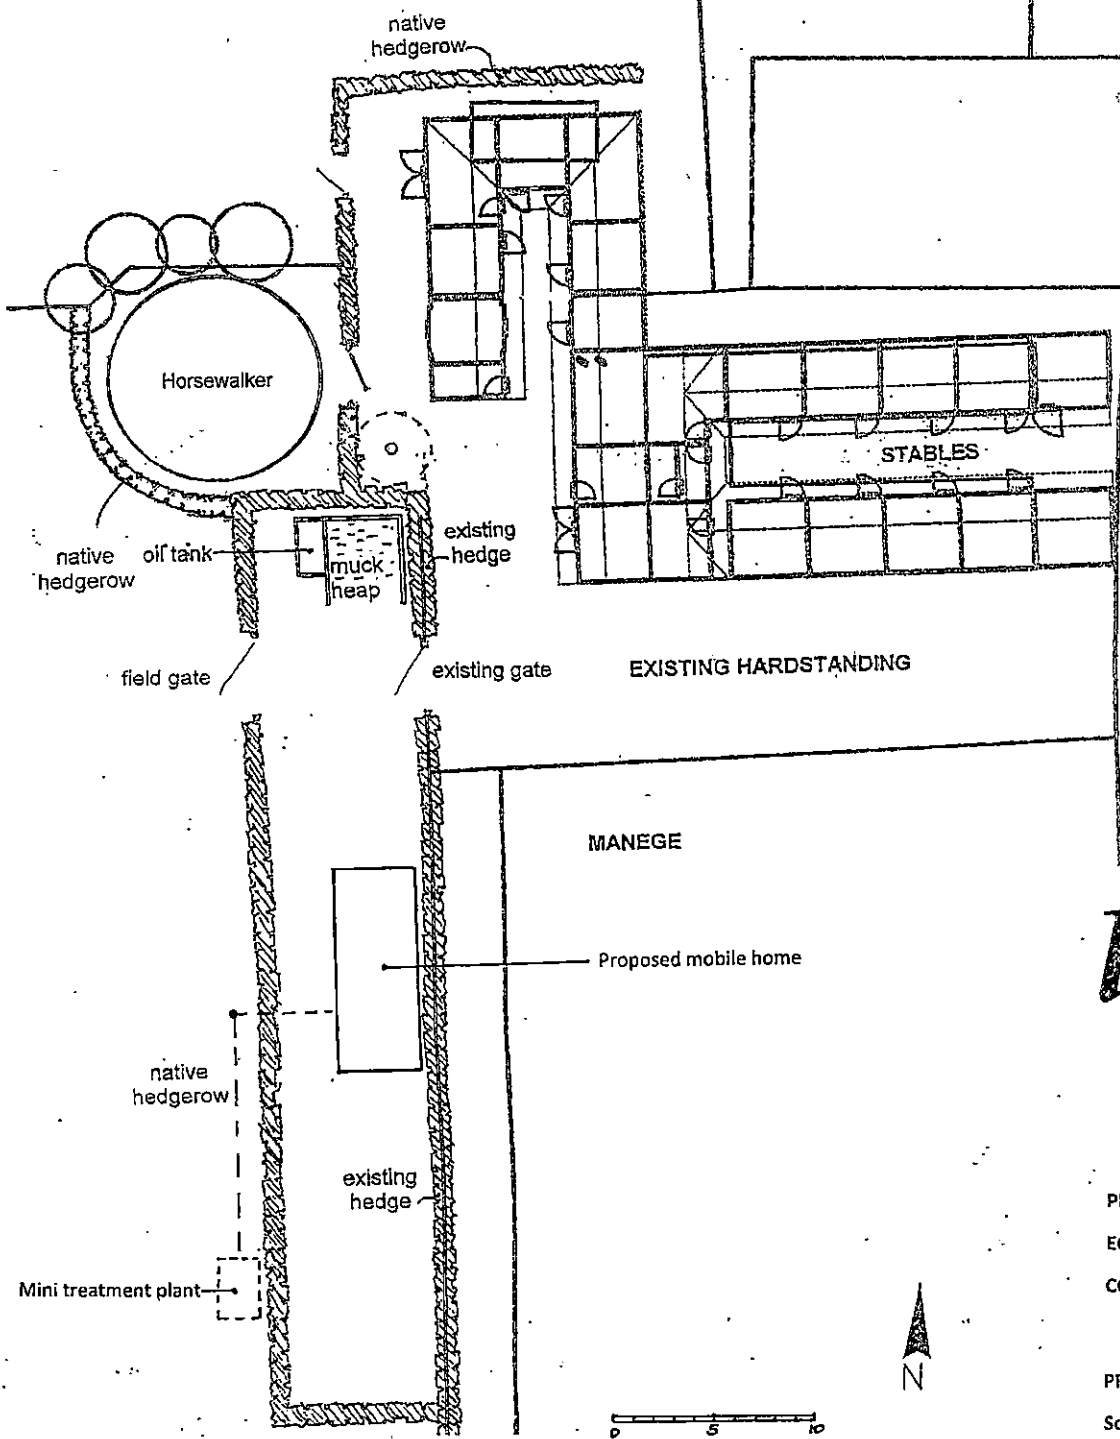 native
hedgerow
Horsewalker
STABLES
native
hedgerow
oil tank
muck
heap
existing
hedge
field gate
existing gate
EXISTING HARDSTANDING
MANEGE
Proposed mobile home
native
hedgerow
existing
hedge
Mini treatment plant
N
0 5 10